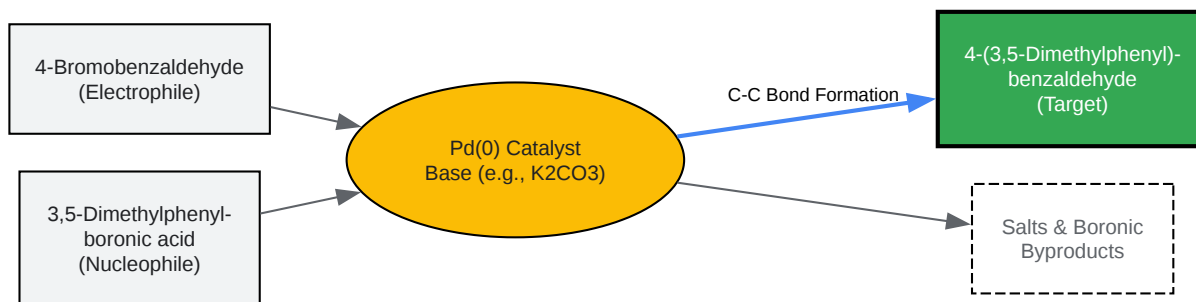 4-Bromobenzaldehyde
(Electrophile)
3,5-Dimethylphenyl-
boronic acid
(Nucleophile)
Pd(0) Catalyst
Base (e.g., K2CO3)
C-C Bond Formation
4-(3,5-Dimethylphenyl)-
benzaldehyde
(Target)
Salts & Boronic
Byproducts